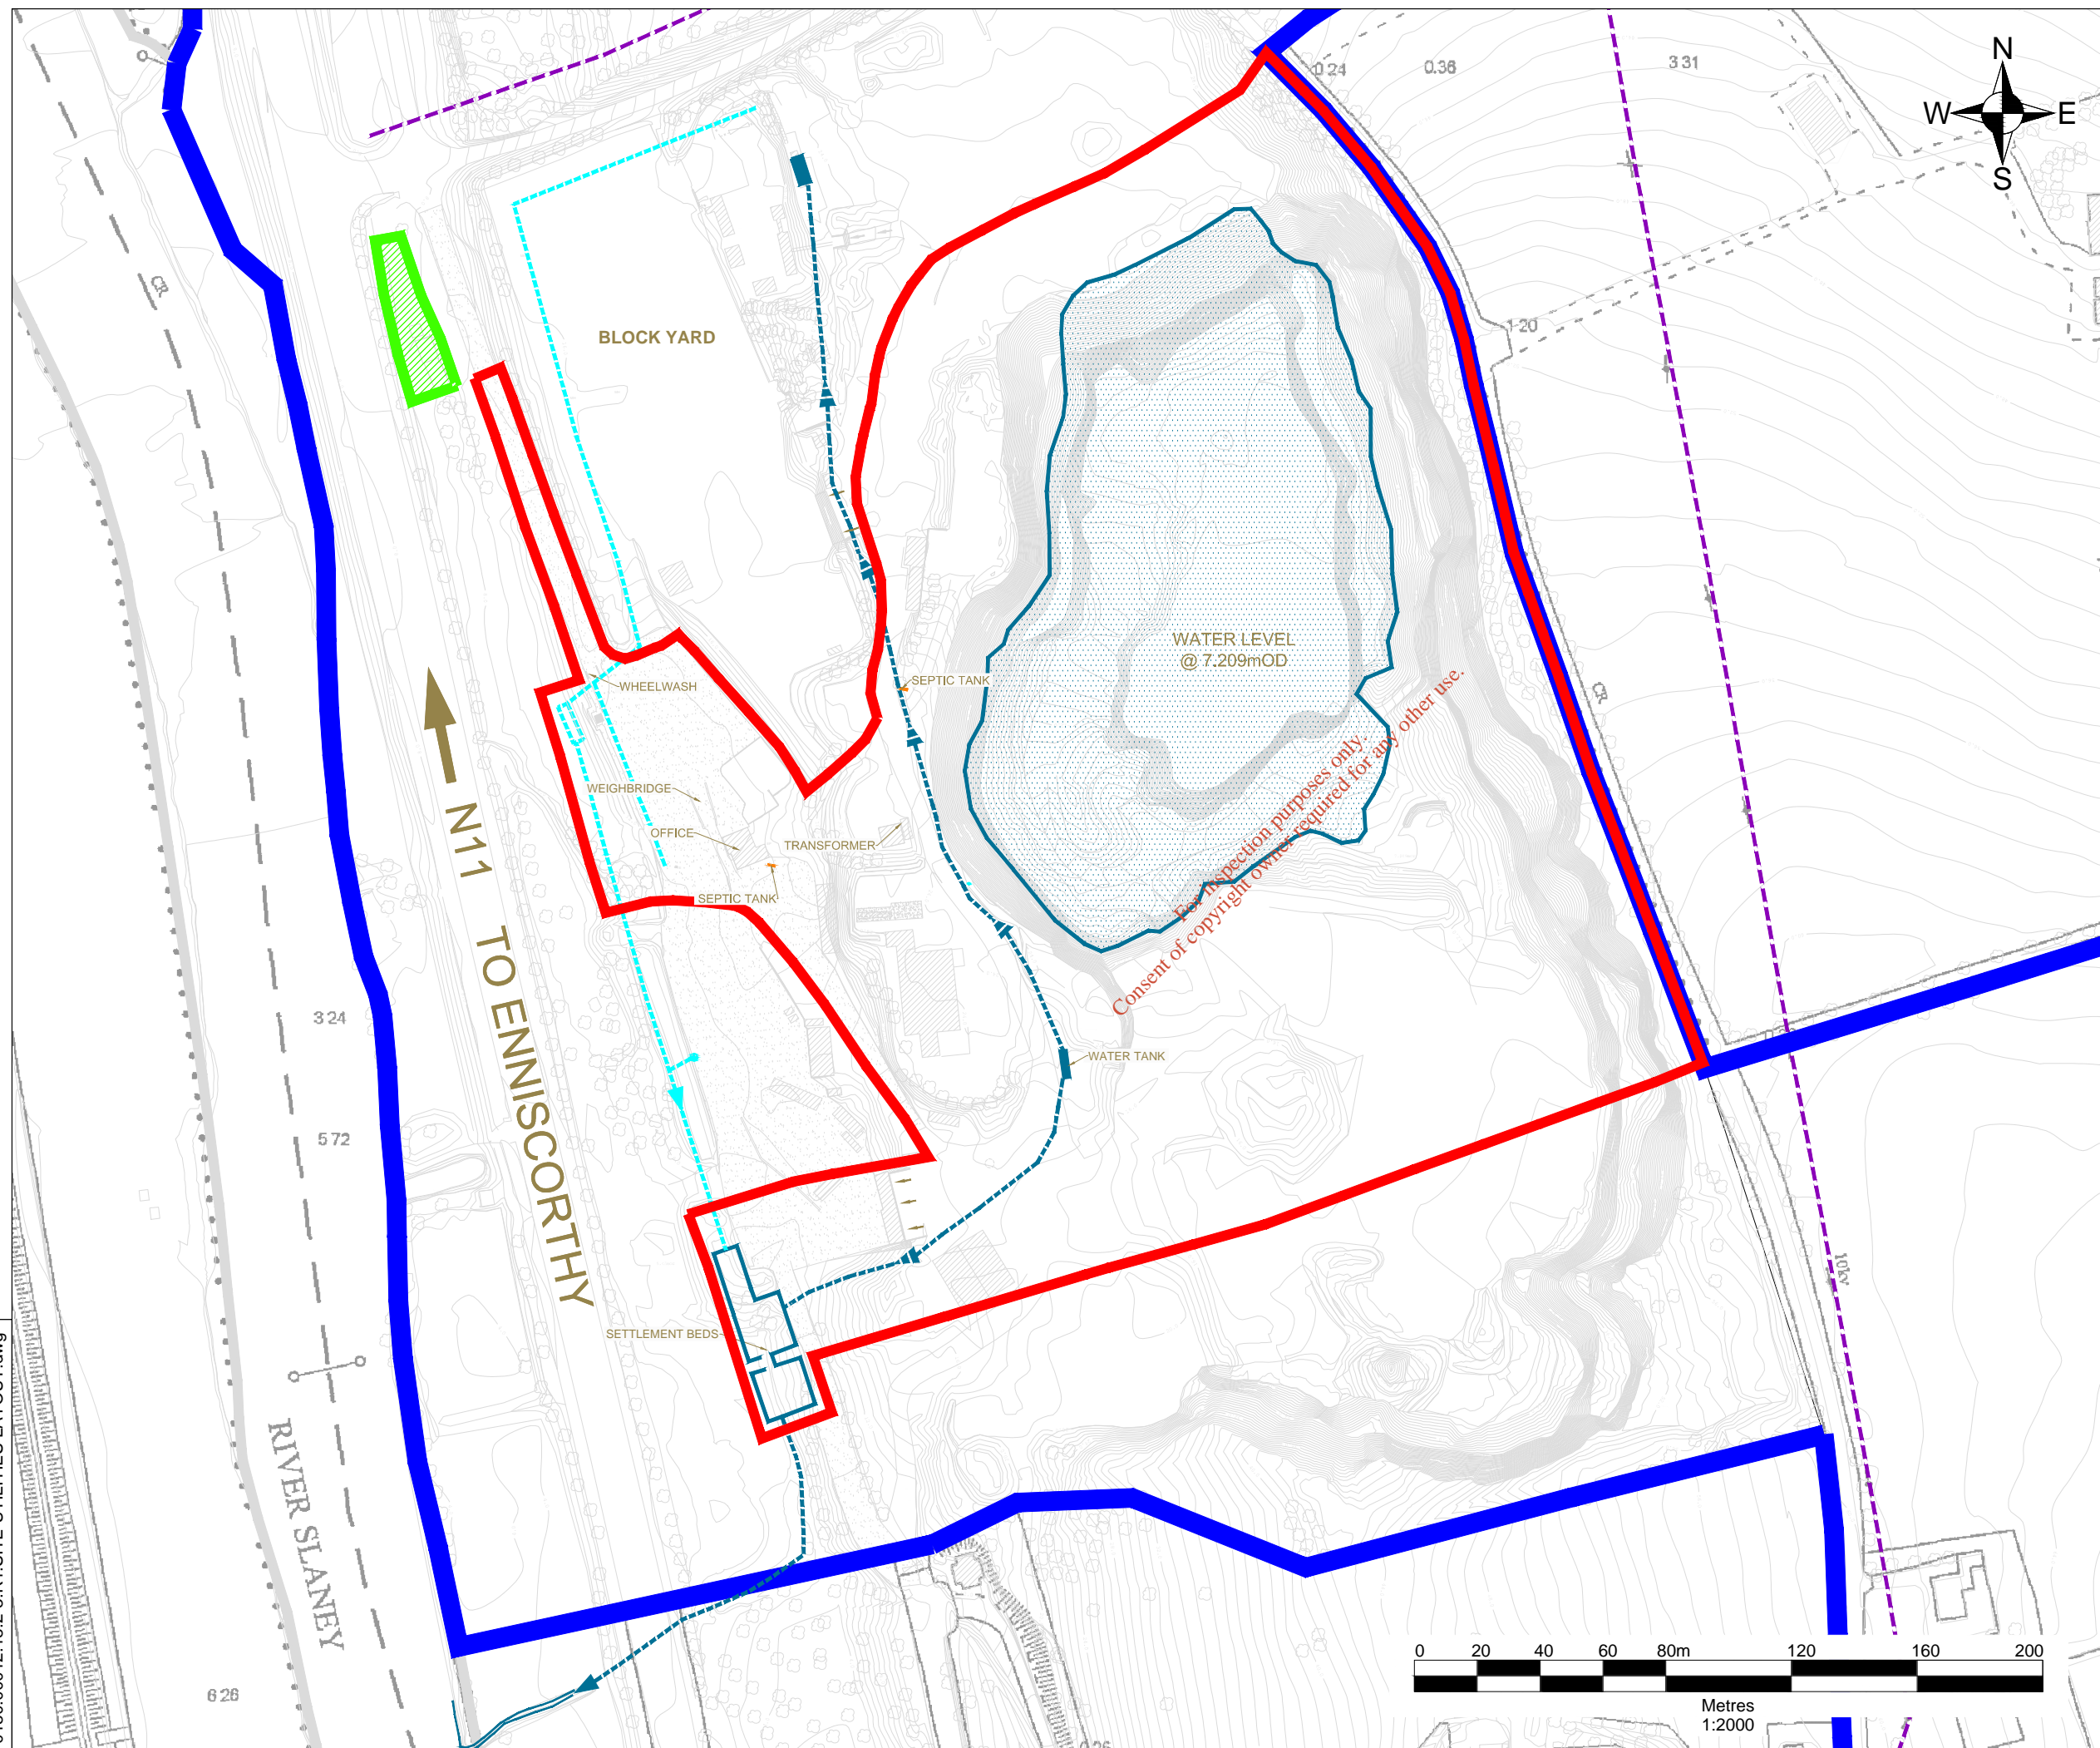 N
W E
S
0 24
0.36
3 31
CR
1·20
BLOCK YARD
WATER LEVEL
@ 7.209mOD
SEPTIC TANK
WHEELWASH
CR
WEIGHBRIDGE
OFFICE
TRANSFORMER
SEPTIC TANK
For inspection purposes only.
Consent of copyright owner required for any other use.
N11 TO ENNISCORTHY
3 24
WATER TANK
5 72
10kV
SETTLEMENT BEDS
RIVER SLANEY
6 26
0 20 40 60 80m 120 160 200
Metres
1:2000